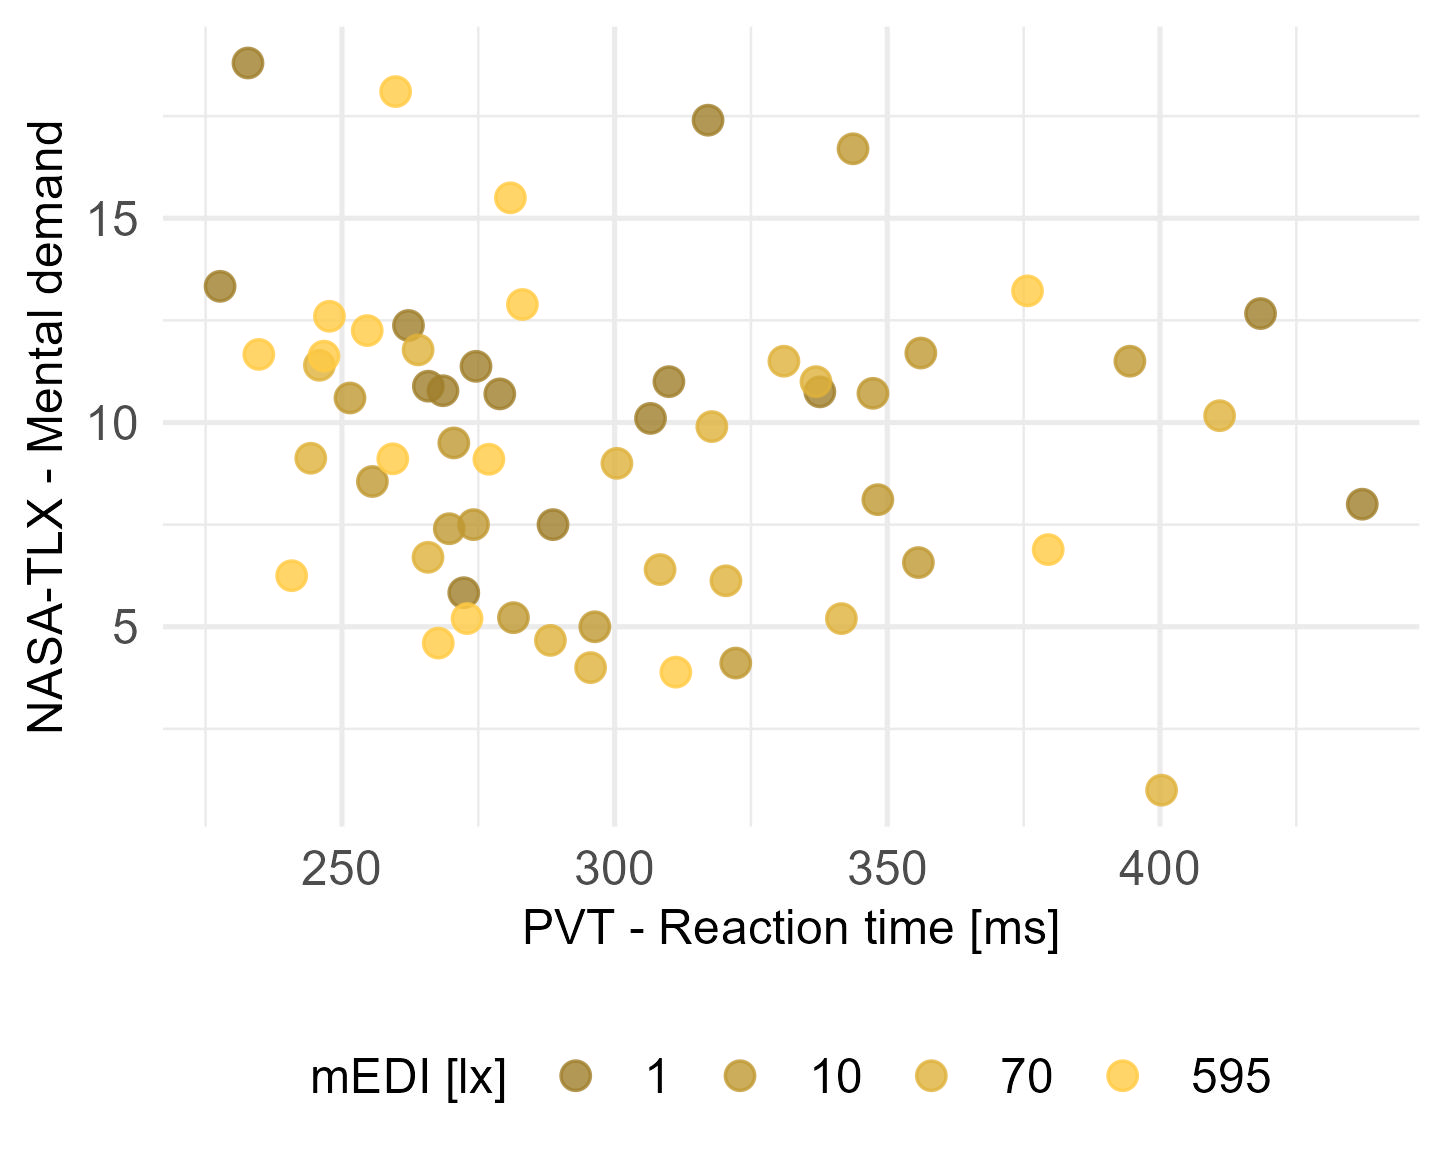 NASA-TLX - Mental demand
15
10
5
250 300 350 400
PVT - Reaction time [ms]
mEDI [lx] 1 10 70 595